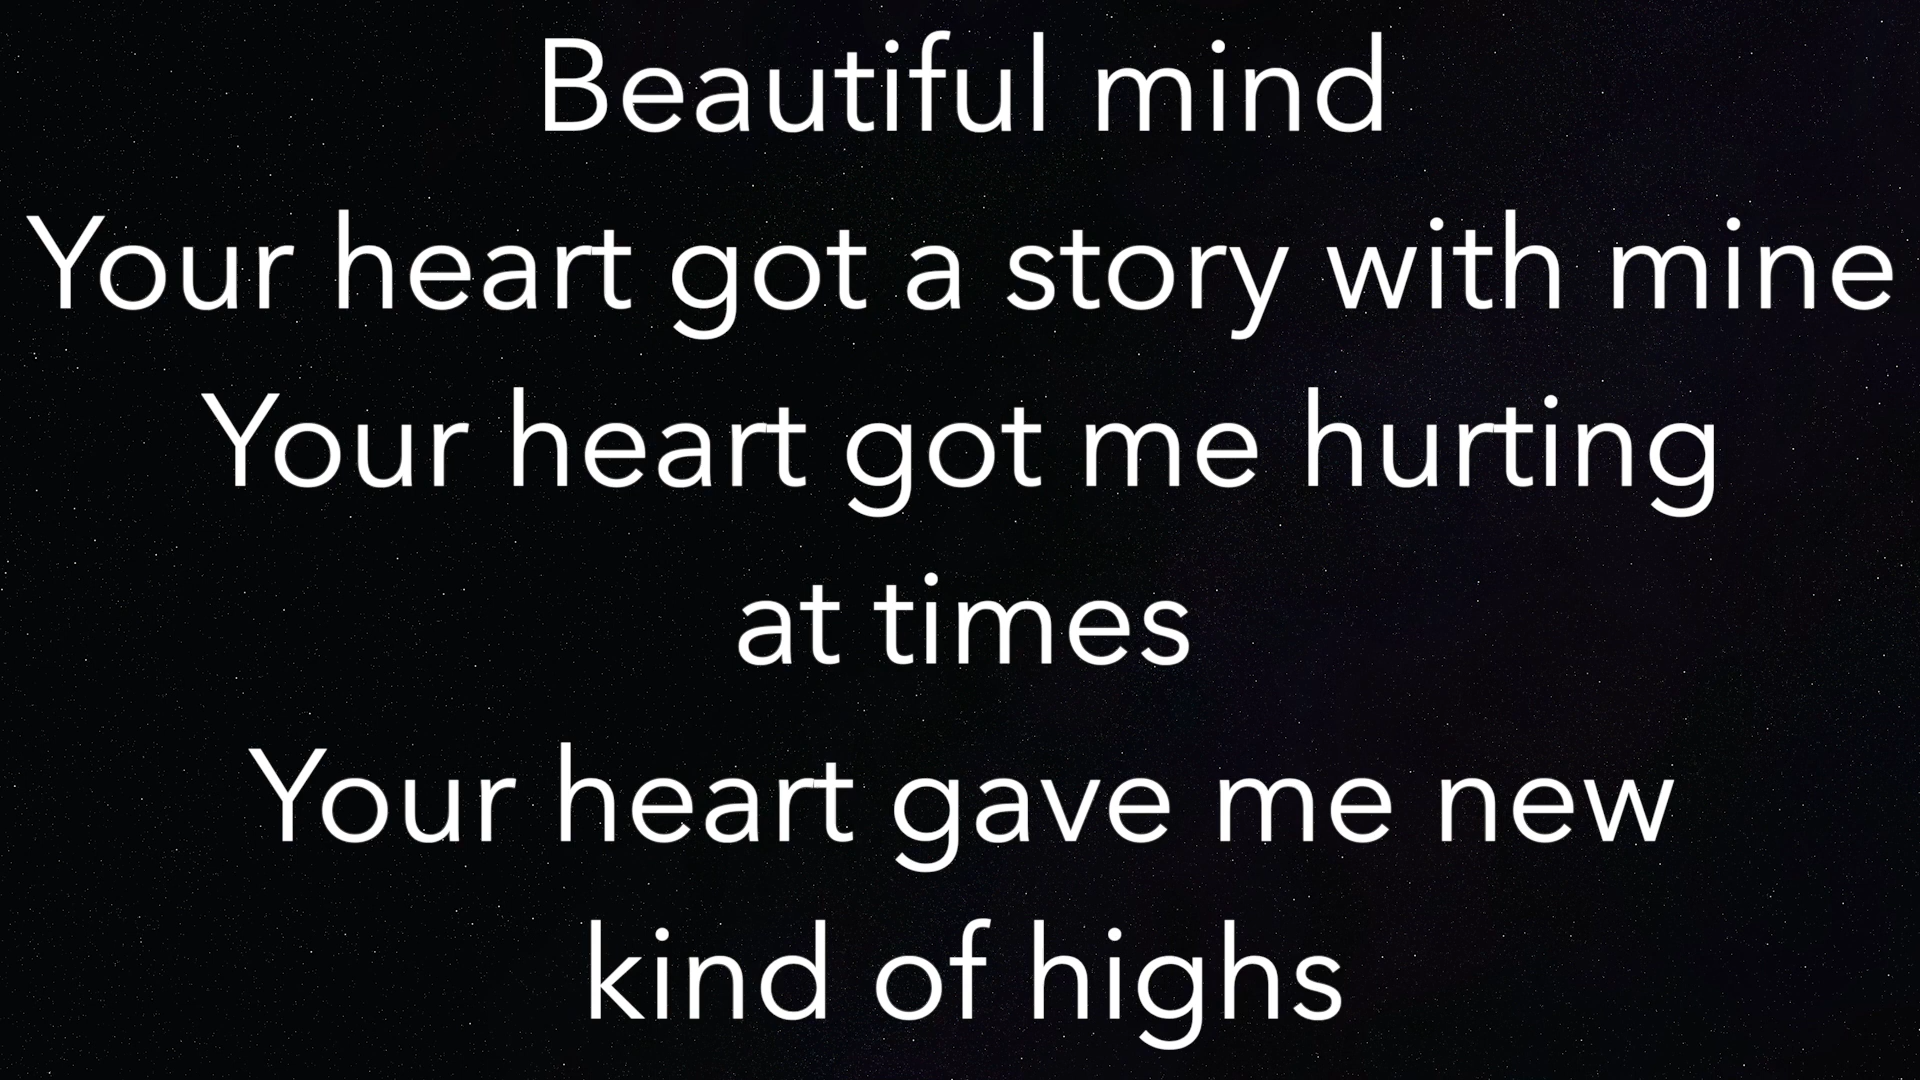 Beautiful mind
Your heart got a story with mine
Your heart got me hurting
at times
Your heart gave me new
kind of highs